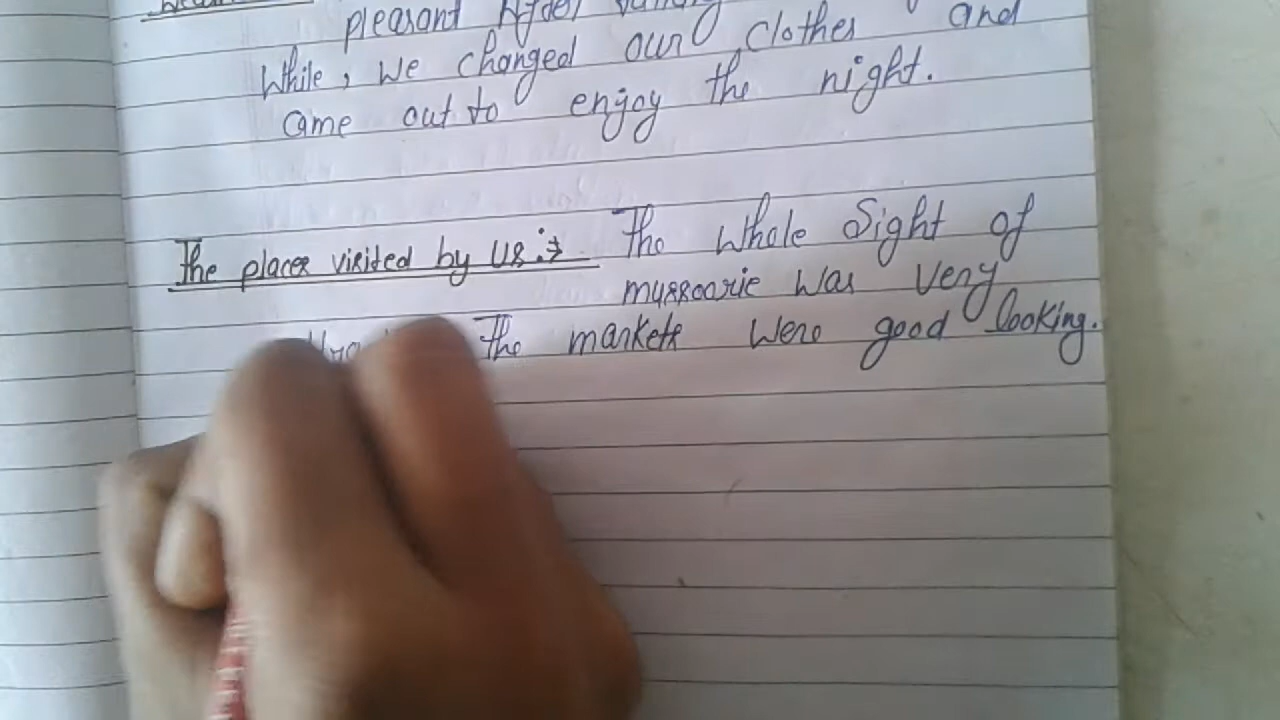 pleasant
While, we changed our clothes and
came out to enjoy the night.
The places visited by us :→ The whole Sight of
mussoorie was very
The markets were good looking.